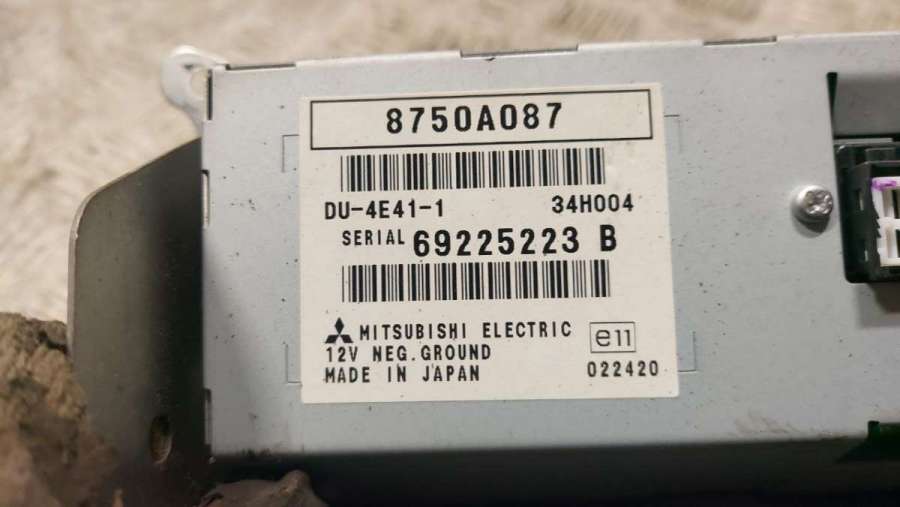 8750A087
DU-4E41-1 34H004
SERIAL 69225223 B
MITSUBISHI ELECTRIC
12V NEG. GROUND e11
MADE IN JAPAN 022420